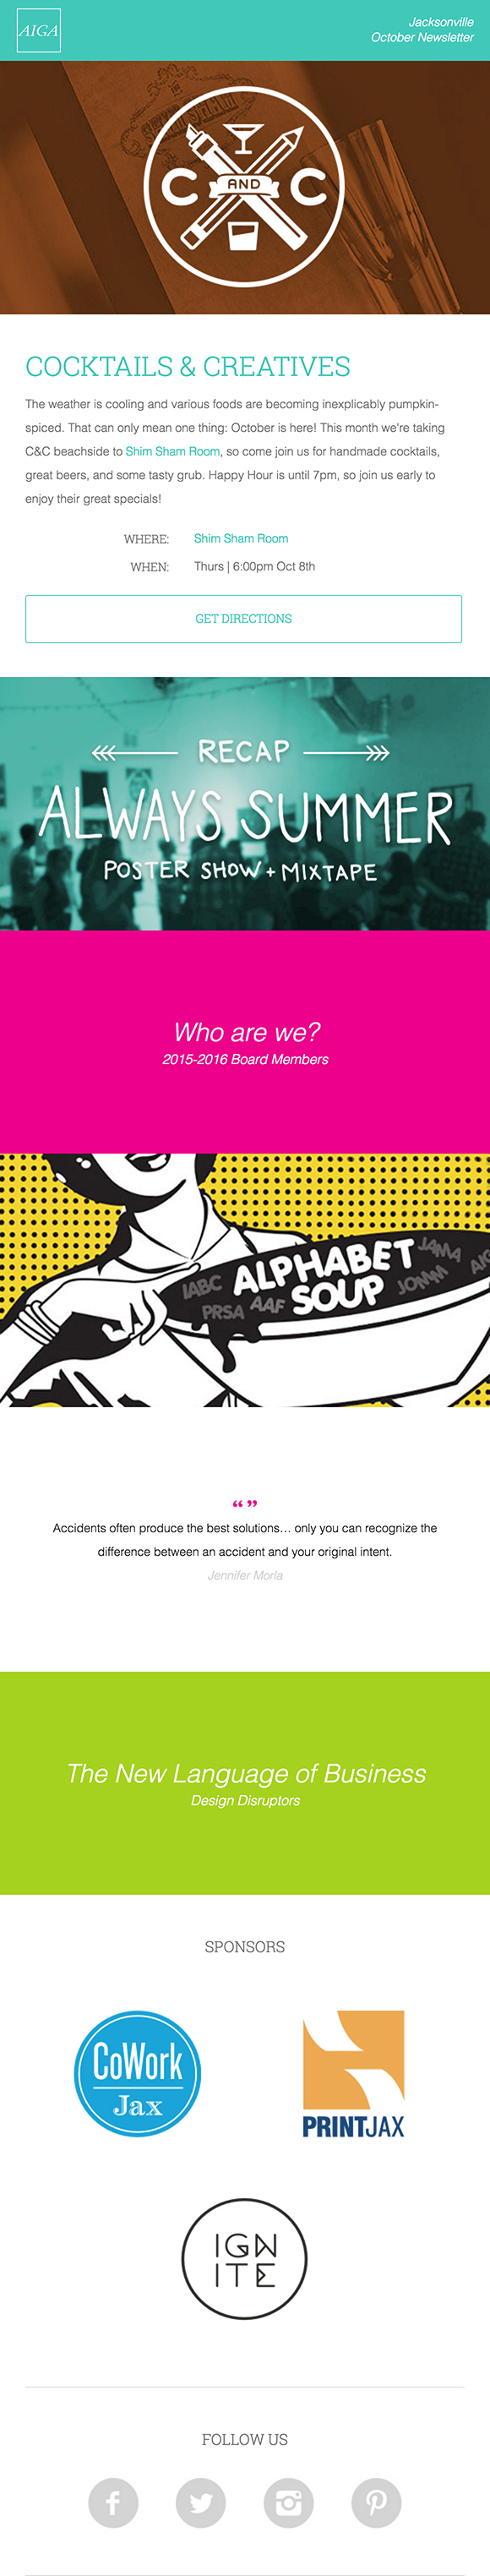 AIGA
Jacksonville
October Newsletter
C AND C
COCKTAILS & CREATIVES
The weather is cooling and various foods are becoming inexplicably pumpkin-
spiced. That can only mean one thing: October is here! This month we're taking
C&C beachside to Shim Sham Room, so come join us for handmade cocktails,
great beers, and some tasty grub. Happy Hour is until 7pm, so join us early to
enjoy their great specials!
WHERE: Shim Sham Room
WHEN: Thurs | 6:00pm Oct 8th
GET DIRECTIONS
RECAP
ALWAYS SUMMER
POSTER SHOW + MIXTAPE
Who are we?
2015-2016 Board Members
IABC ALPHABET JAMA
PRSA AAF SOUP AIG
“ ”
Accidents often produce the best solutions… only you can recognize the
difference between an accident and your original intent.
Jennifer Morla
The New Language of Business
Design Disruptors
SPONSORS
CoWork
Jax
PRINTJAX
IGN
ITE
FOLLOW US